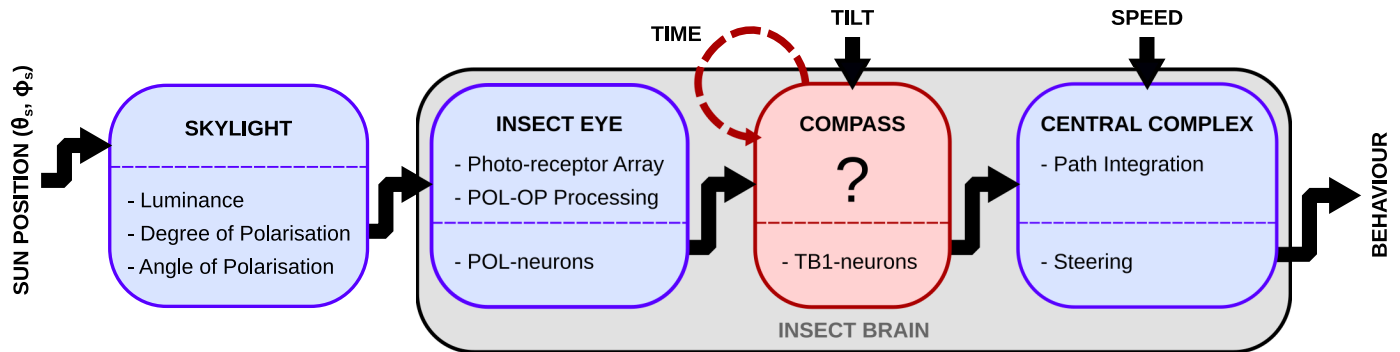 SUN POSITION (θs, ϕs)
SKYLIGHT
- Luminance
- Degree of Polarisation
- Angle of Polarisation
INSECT EYE
- Photo-receptor Array
- POL-OP Processing
- POL-neurons
TIME
TILT
COMPASS
?
- TB1-neurons
SPEED
CENTRAL COMPLEX
- Path Integration
- Steering
INSECT BRAIN
BEHAVIOUR